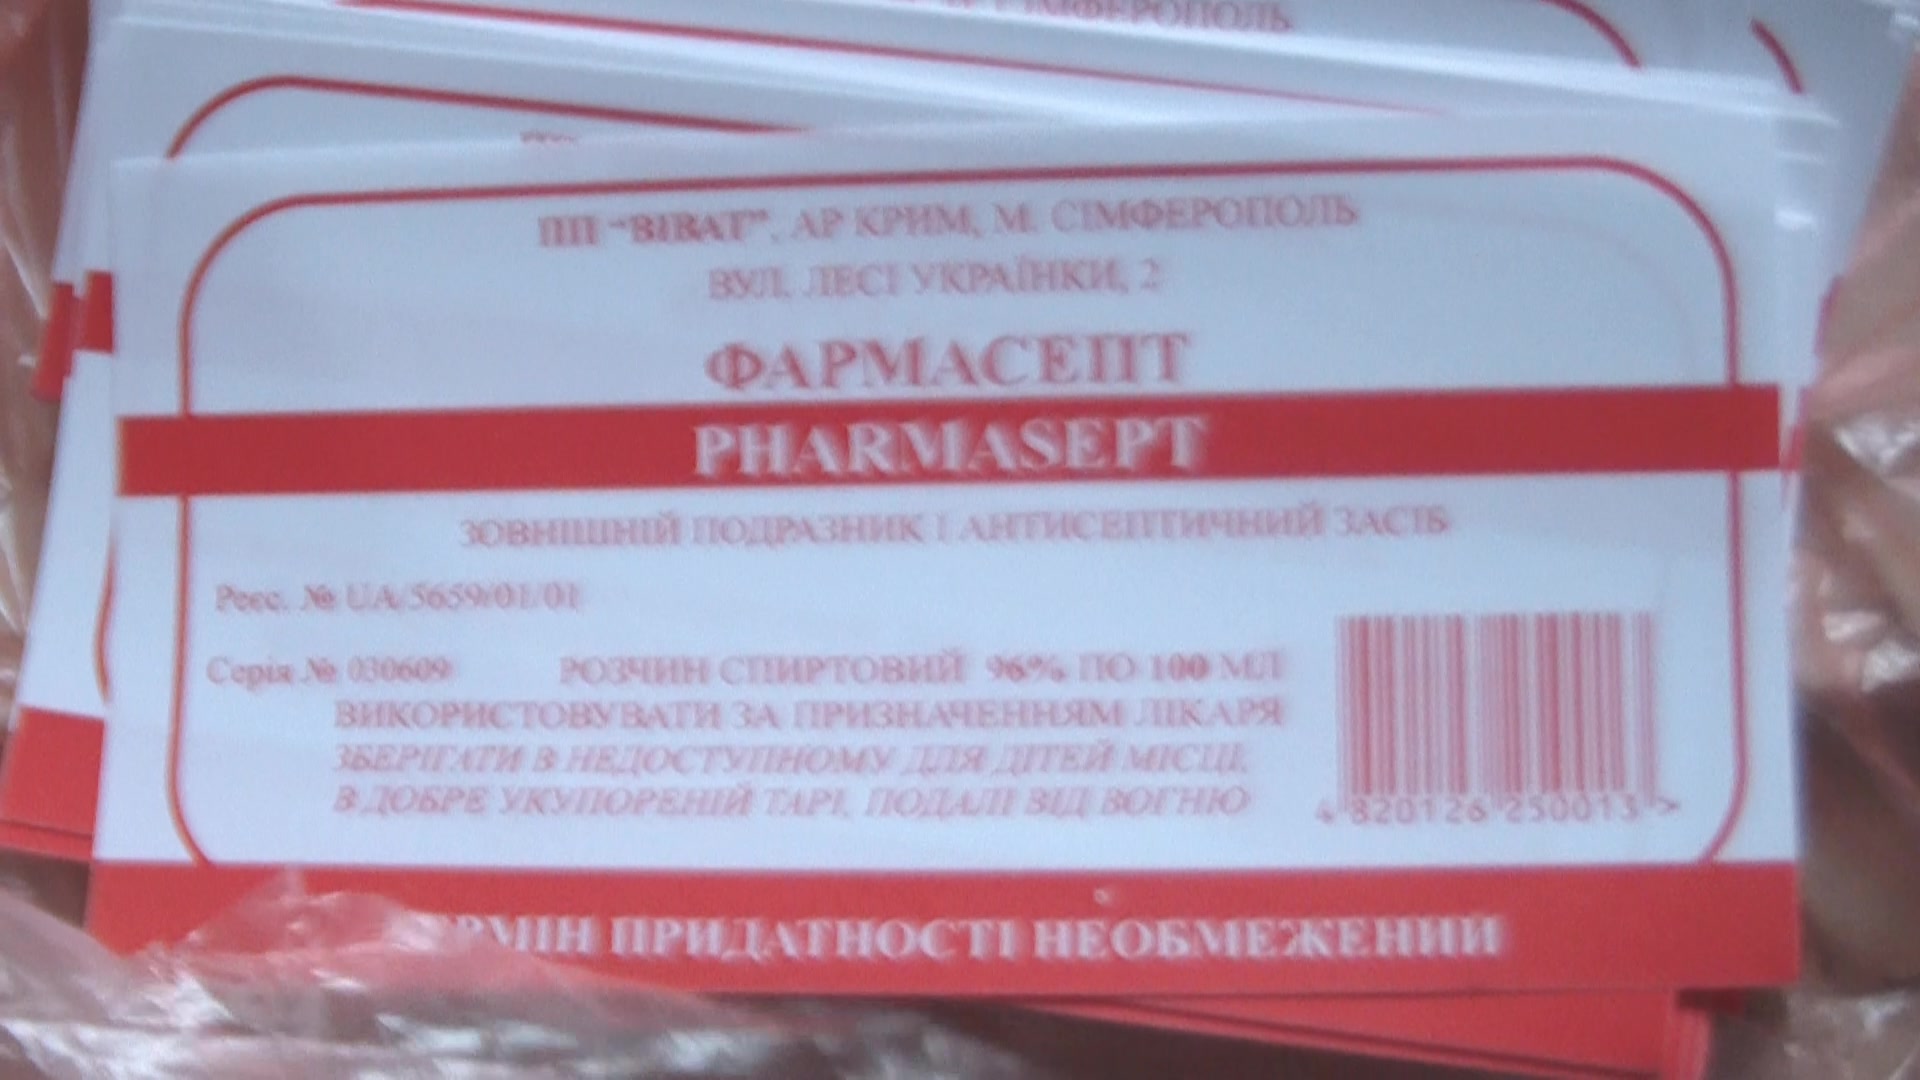 СІМФЕРОПОЛЬ
ПП “ВІВАТ”, АР КРИМ, М. СІМФЕРОПОЛЬ
ВУЛ. ЛЕСІ УКРАЇНКИ, 2
ФАРМАСЕПТ
PHARMASEPT
ЗОВНІШНІЙ ПОДРАЗНИК І АНТИСЕПТИЧНИЙ ЗАСІБ
Реєс. № UA/5659/01/01
Серія № 030609 РОЗЧИН СПИРТОВИЙ 96% ПО 100 МЛ
ВИКОРИСТОВУВАТИ ЗА ПРИЗНАЧЕННЯМ ЛІКАРЯ
ЗБЕРІГАТИ В НЕДОСТУПНОМУ ДЛЯ ДІТЕЙ МІСЦІ,
В ДОБРЕ УКУПОРЕНІЙ ТАРІ, ПОДАЛІ ВІД ВОГНЮ
4 820126 250013 >
РМІН ПРИДАТНОСТІ НЕОБМЕЖЕНИЙ